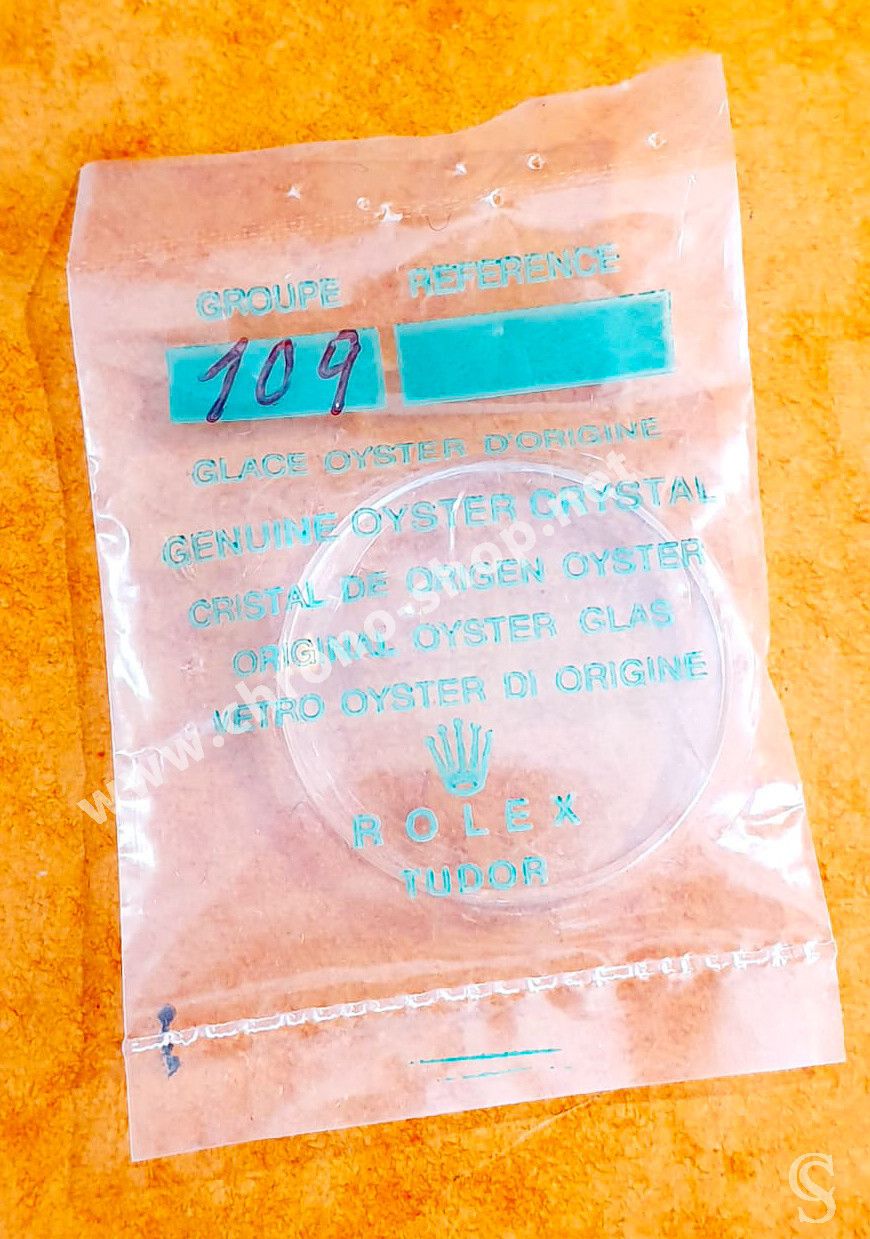 GROUPE REFERENCE
109
GLACE OYSTER D'ORIGINE
GENUINE OYSTER CRYSTAL
CRISTAL DE ORIGEN OYSTER
ORIGINAL OYSTER GLAS
VETRO OYSTER DI ORIGINE
ROLEX
TUDOR
www.chrono-shop.net
CS